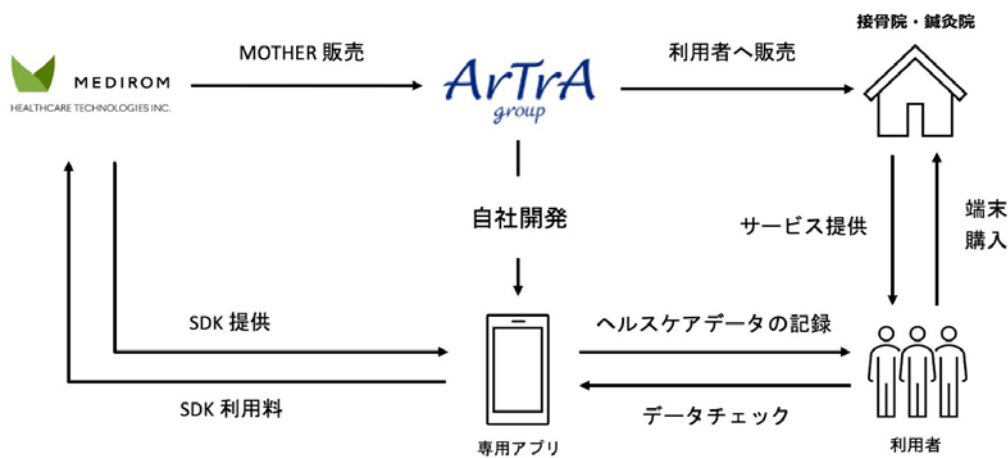 接骨院・鍼灸院
MOTHER 販売
利用者へ販売
MEDIROM
HEALTHCARE TECHNOLOGIES INC.
ArTrA
group
自社開発
サービス提供
端末
購入
SDK 提供
ヘルスケアデータの記録
SDK 利用料
データチェック
専用アプリ
利用者